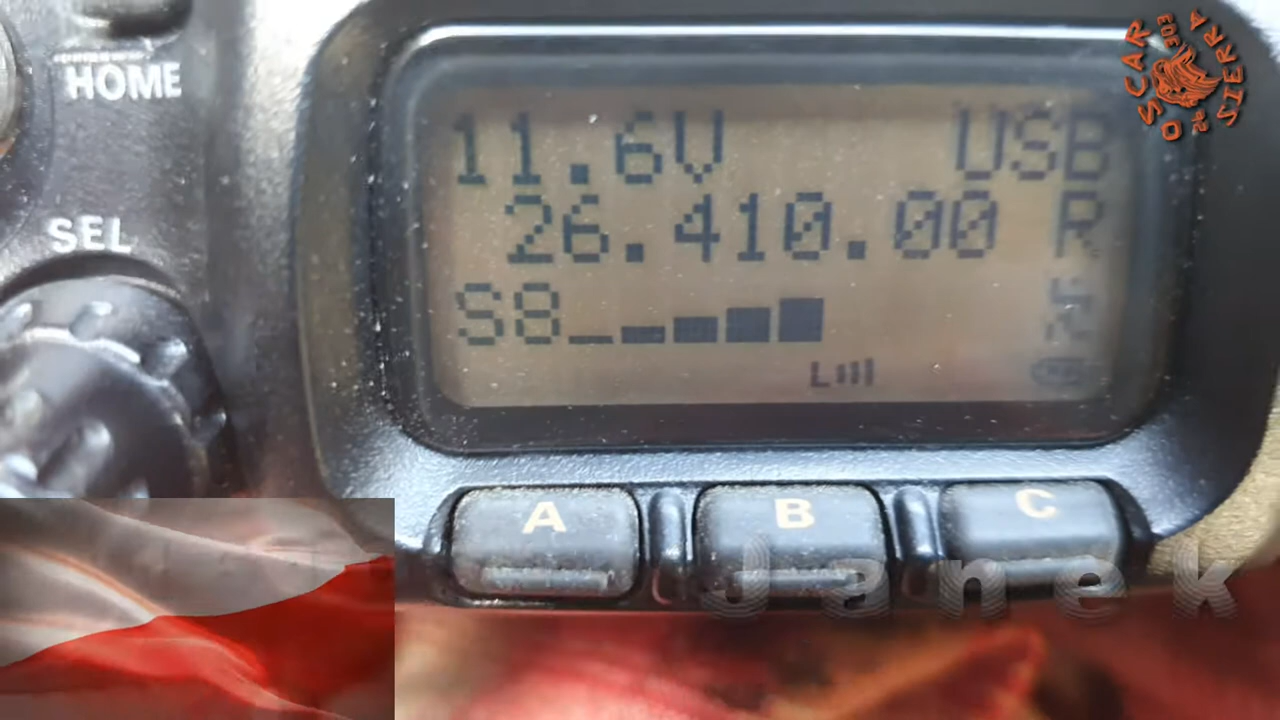 HOME
SEL
11.6V USB
26.410.00 R
S8
L
A B C
Janek
OSCAR
SIERRA